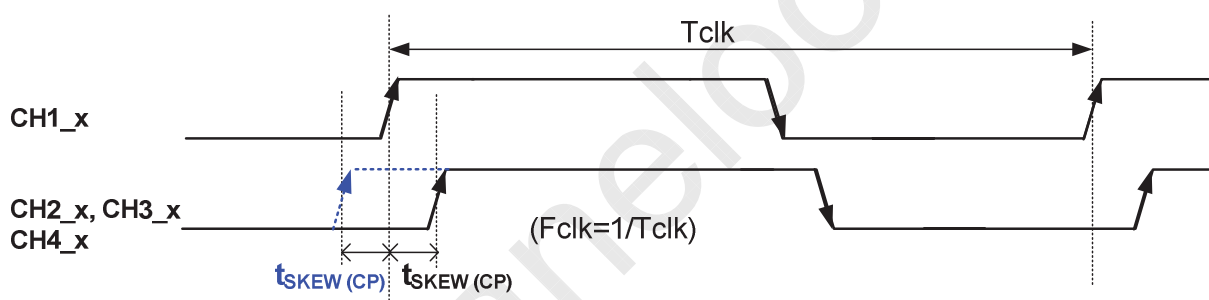 Tclk
CH1_x
CH2_x, CH3_x
CH4_x
(Fclk=1/Tclk)
tSKEW (CP) tSKEW (CP)